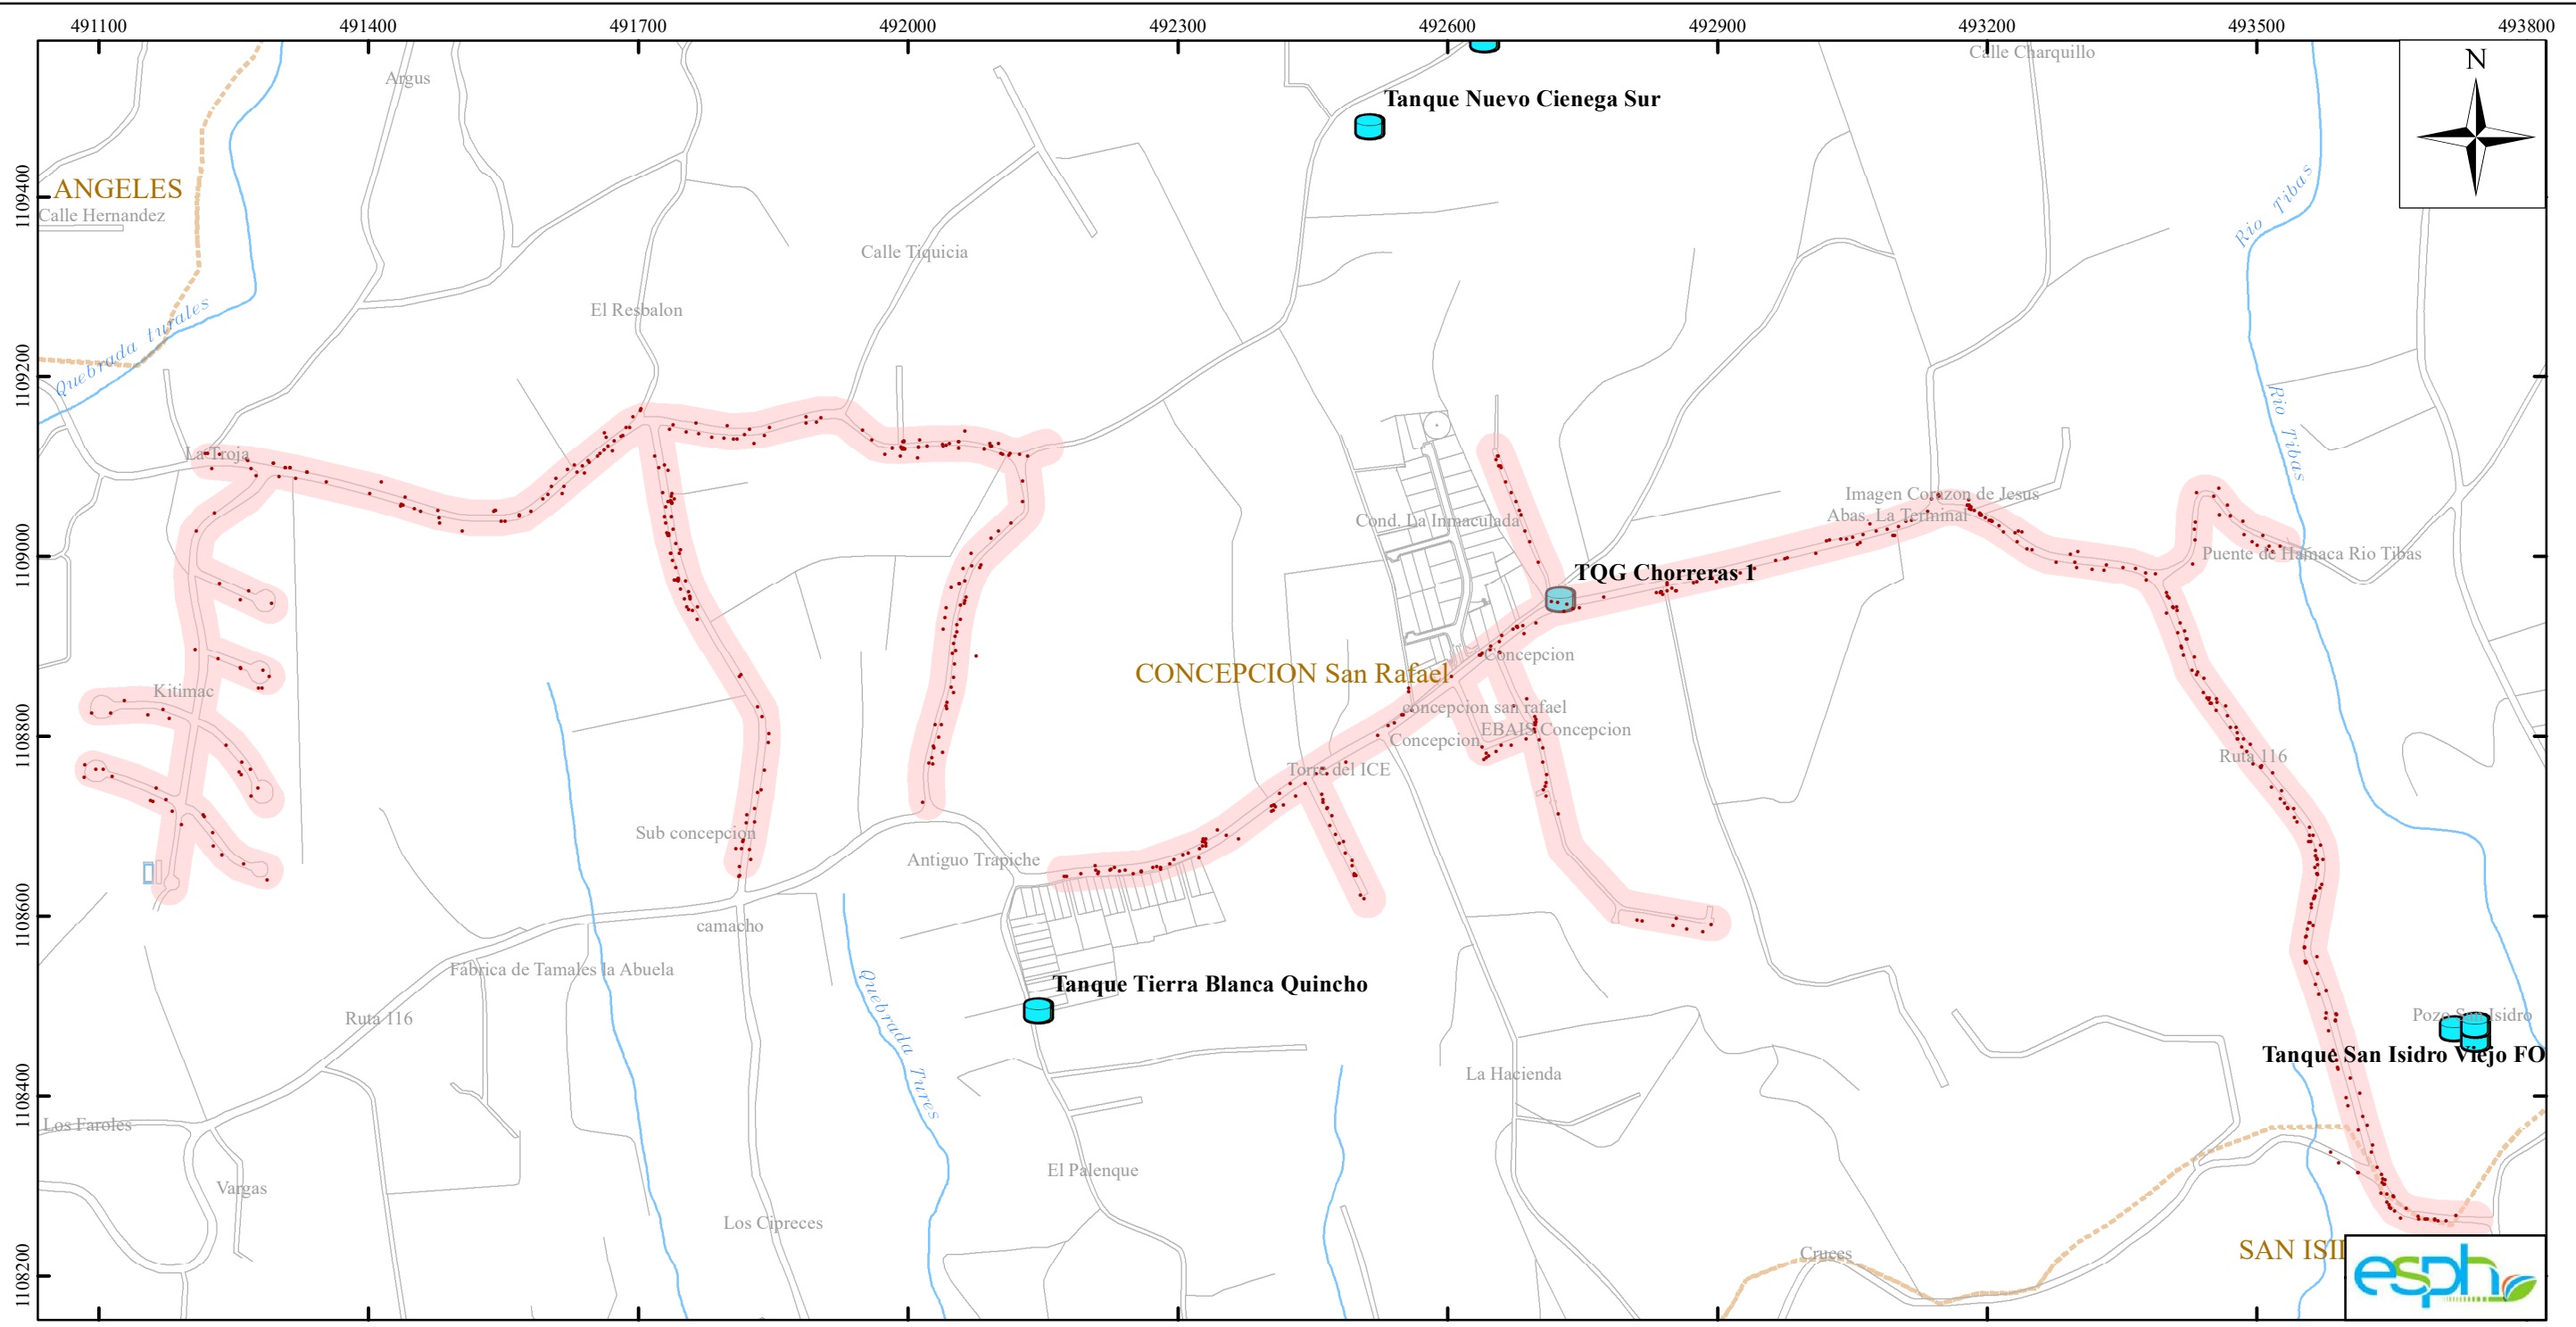 491100 491400 491700 492000 492300 492600 492900 493200 493500 493800
Calle Charquillo
N
Argus
Tanque Nuevo Cienega Sur
1109400
ANGELES
Calle Hernandez
Rio Tibas
Calle Tiquicia
El Resbalon
Quebrada turales
1109200
Rio Tibas
La Troja
Imagen Corazon de Jesus
Cond. La Inmaculada
Abas. La Terminal
1109000
Puente de Hamaca Rio Tibas
TQG Chorreras 1
Concepcion
CONCEPCION San Rafael
Kitimac
concepcion san rafael
EBAIS Concepcion
1108800
Concepcion
Ruta 116
Torre del ICE
Sub concepcion
Antiguo Trapiche
1108600
camacho
Fábrica de Tamales la Abuela
Tanque Tierra Blanca Quincho
Quebrada Tures
Ruta 116
Pozo San Isidro
Tanque San Isidro Viejo FO
La Hacienda
1108400
Los Faroles
El Palenque
Vargas
Los Cipreces
Cruces
SAN ISI
1108200
esph